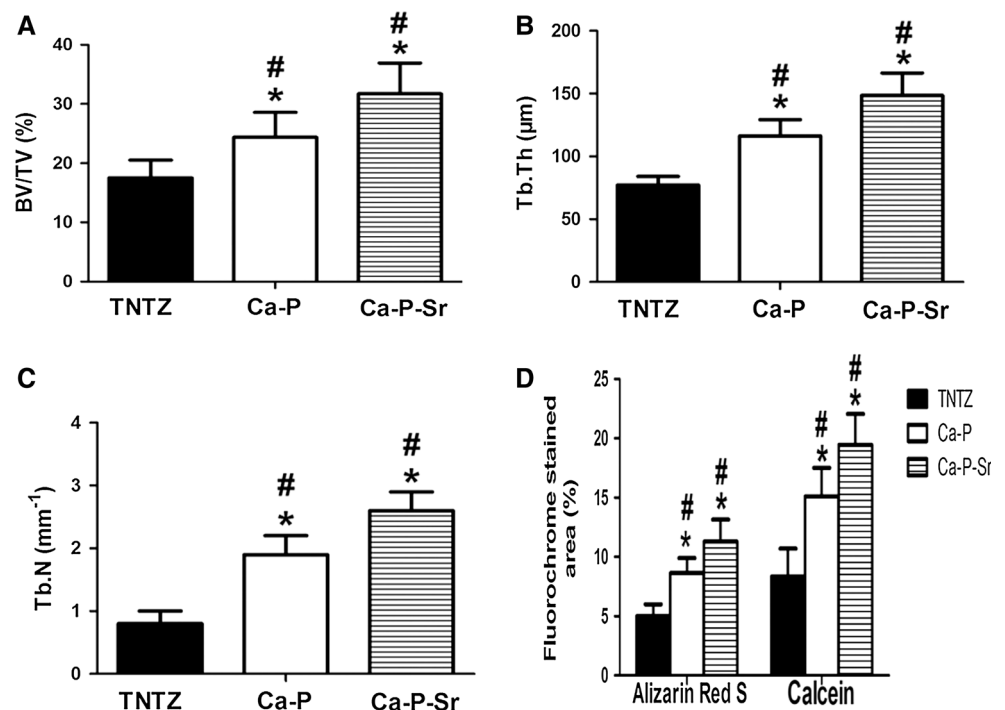 A
BV/TV (%)
40
30
20
10
0
#
*
#
*
TNTZ Ca-P Ca-P-Sr
B
Tb.Th (μm)
200
150
100
50
0
#
*
#
*
TNTZ Ca-P Ca-P-Sr
C
Tb.N (mm⁻¹)
4
3
2
1
0
#
*
#
*
TNTZ Ca-P Ca-P-Sr
D
Fluorochrome stained
area (%)
25
20
15
10
5
0
#
#
*
#
#
*
#
#
*
#
#
*
Alizarin Red S Calcein
TNTZ
Ca-P
Ca-P-Sr